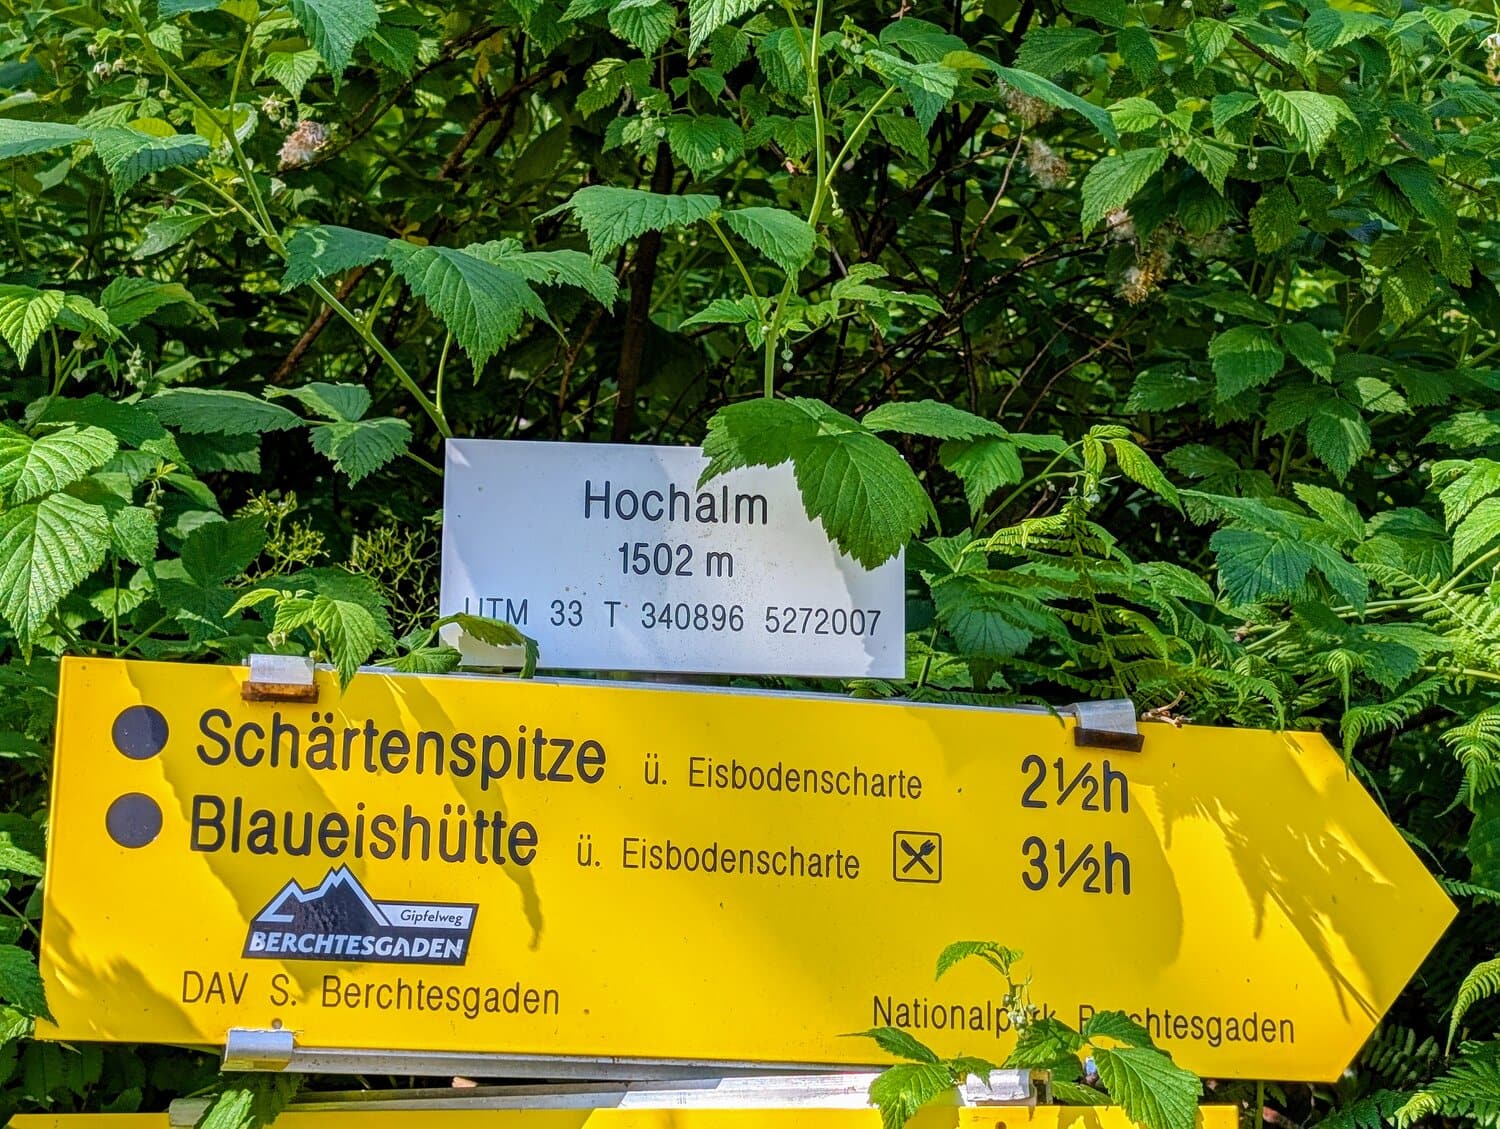 Hochalm
1502 m
UTM 33 T 340896 5272007
Schärtenspitze ü. Eisbodenscharte 2½h
Blaueishütte ü. Eisbodenscharte 3½h
Gipfelweg
BERCHTESGADEN
DAV S. Berchtesgaden
Nationalpark Berchtesgaden